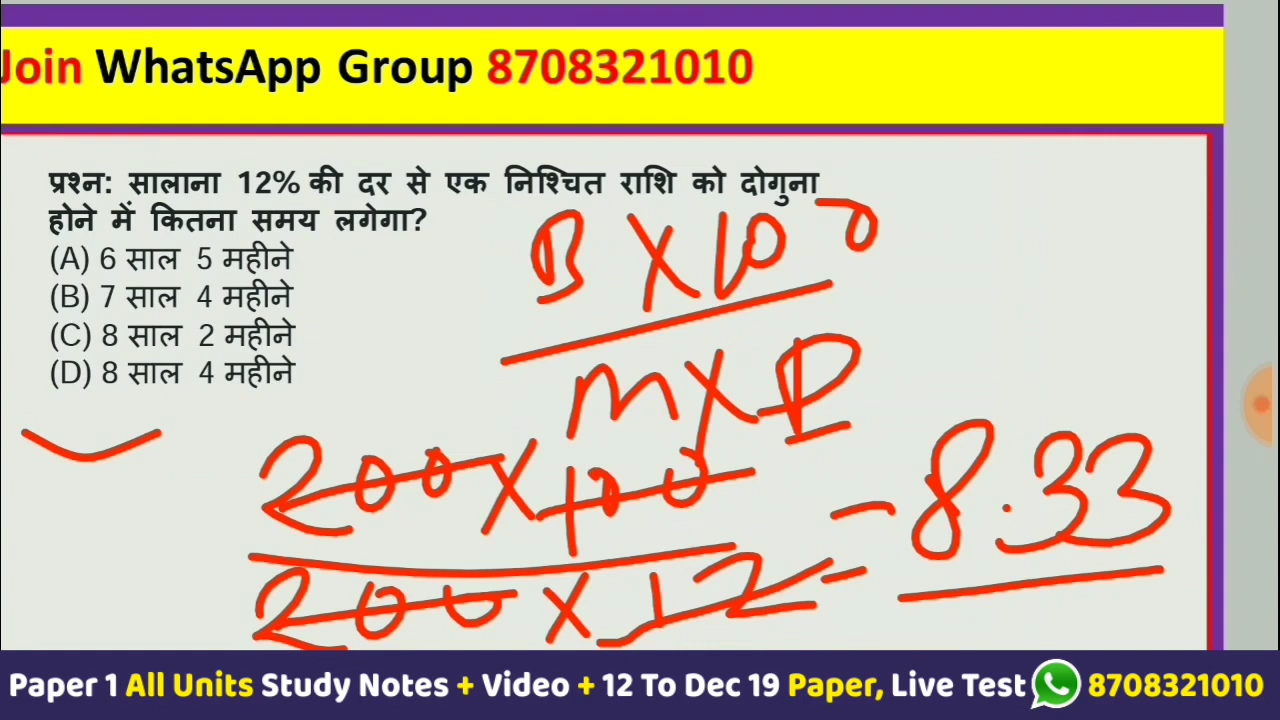 Join WhatsApp Group 8708321010
प्रश्न: सालाना 12% की दर से एक निश्चित राशि को दोगुना
होने में कितना समय लगेगा?
(A) 6 साल 5 महीने
(B) 7 साल 4 महीने
(C) 8 साल 2 महीने
(D) 8 साल 4 महीने
B X 100
M X P
200 X 100
200 X 12
= 8.33
Paper 1 All Units Study Notes + Video + 12 To Dec 19 Paper, Live Test 8708321010